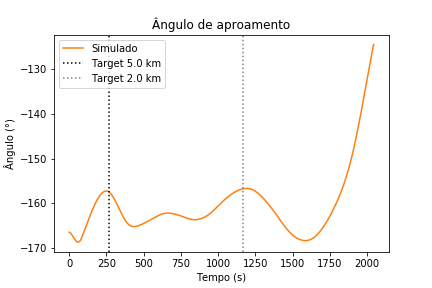 Ângulo de aproamento
Simulado
Target 5.0 km
Target 2.0 km
Ângulo (°)
−130
−140
−150
−160
−170
0 250 500 750 1000 1250 1500 1750 2000
Tempo (s)